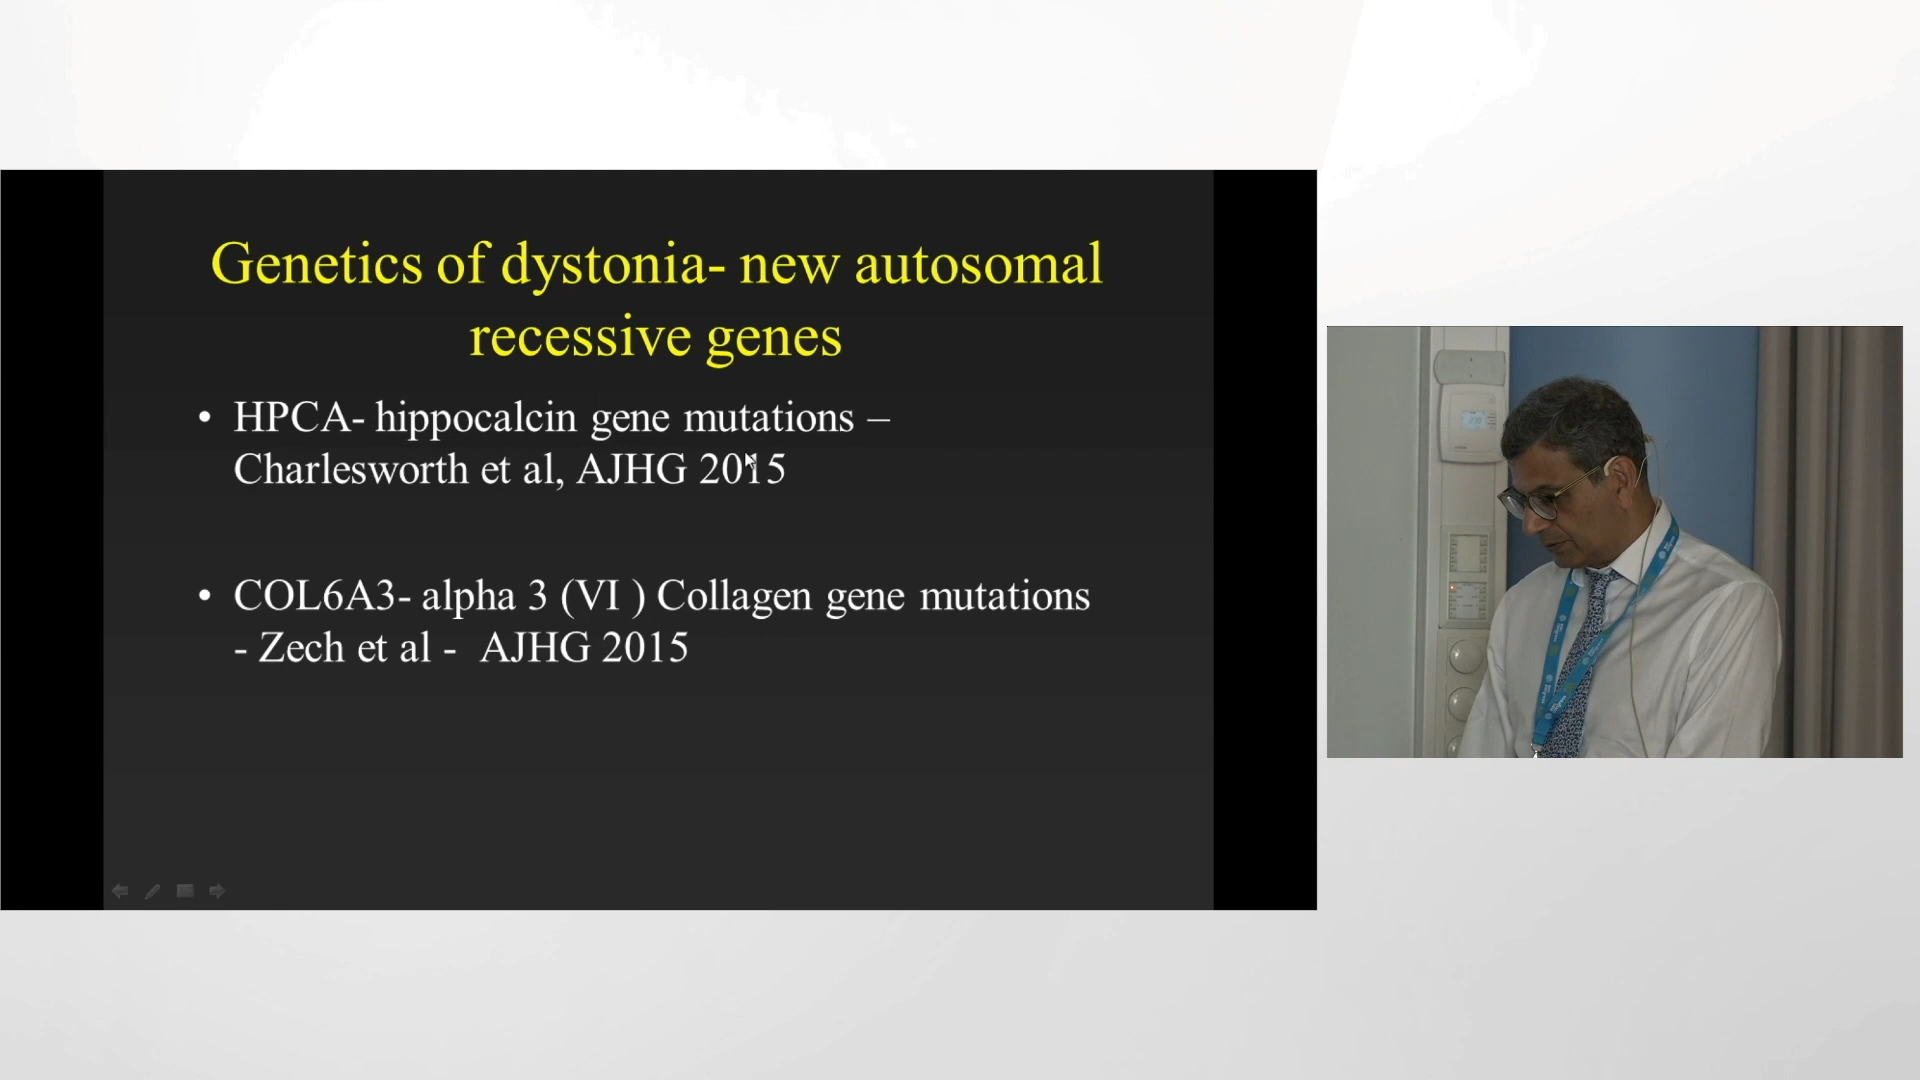 Genetics of dystonia- new autosomal
recessive genes
• HPCA- hippocalcin gene mutations –
Charlesworth et al, AJHG 2015
• COL6A3- alpha 3 (VI ) Collagen gene mutations
- Zech et al -  AJHG 2015